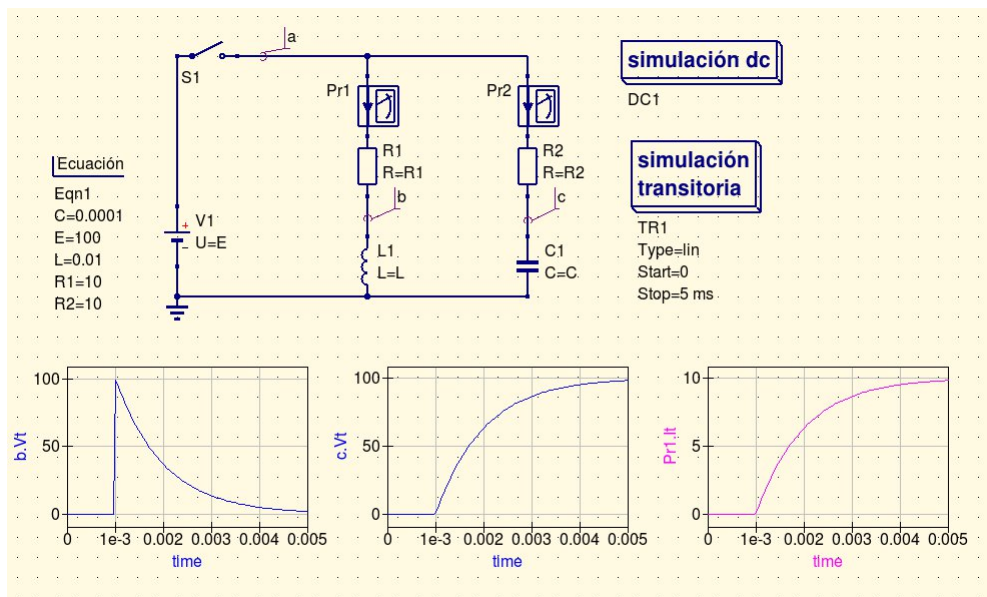 a
S1
Pr1
Pr2
simulación dc
DC1
Ecuación
Eqn1
C=0.0001
E=100
L=0.01
R1=10
R2=10
V1
U=E
+
-
R1
R=R1
b
L1
L=L
R2
R=R2
c
C1
C=C
simulación
transitoria
TR1
Type=lin
Start=0
Stop=5 ms
b.Vt
100
50
0
0 1e-3 0.002 0.003 0.004 0.005
time
c.Vt
100
50
0
0 1e-3 0.002 0.003 0.004 0.005
time
Pr1.It
10
5
0
0 1e-3 0.002 0.003 0.004 0.005
time